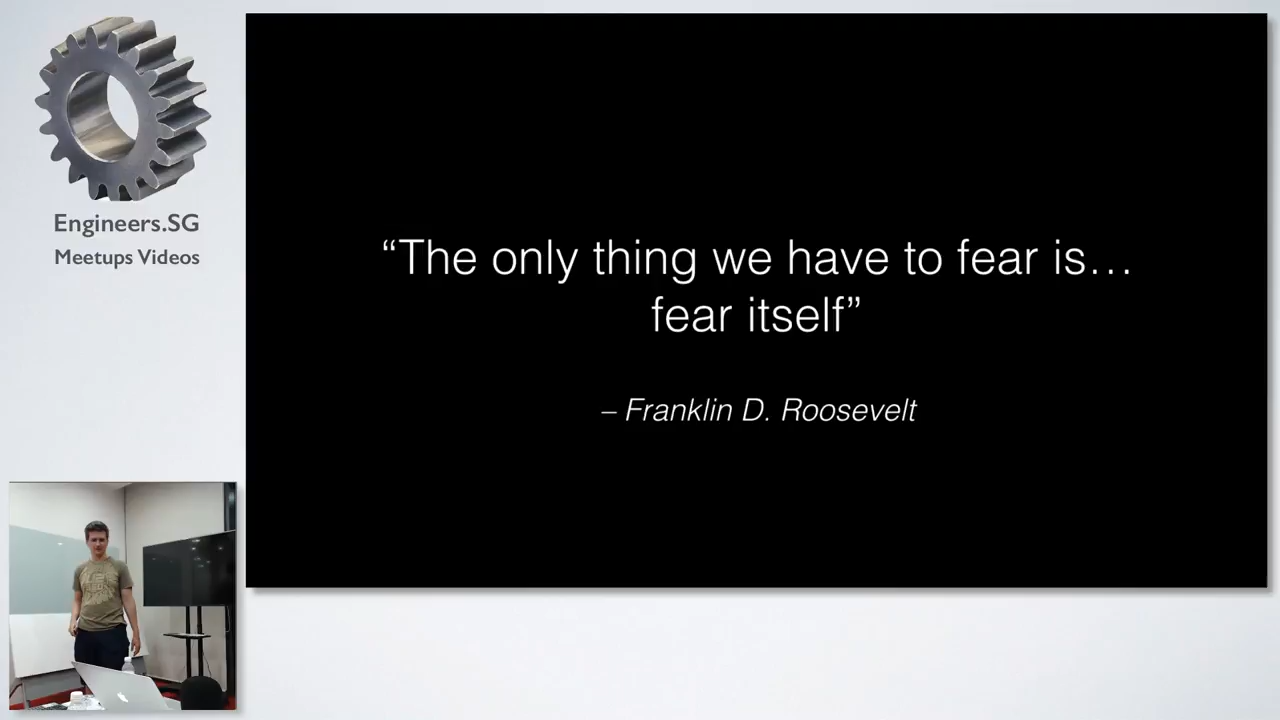 Engineers.SG
Meetups Videos
“The only thing we have to fear is…
fear itself”
– Franklin D. Roosevelt